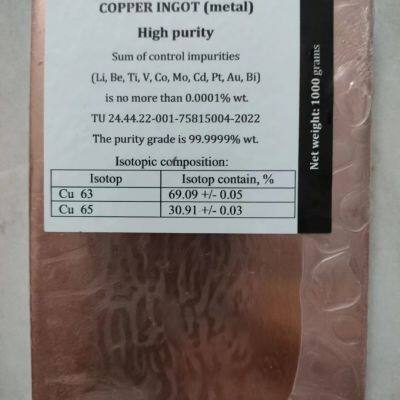 COPPER INGOT (metal)
High purity
Sum of control impurities
(Li, Be, Ti, V, Co, Mo, Cd, Pt, Au, Bi)
is no more than 0.0001% wt.
TU 24.44.22-001-75815004-2022
The purity grade is 99.9999% wt.
Isotopic composition:
Isotop Isotop contain, %
Cu 63 69.09 +/- 0.05
Cu 65 30.91 +/- 0.03
Net weight: 1000 grams